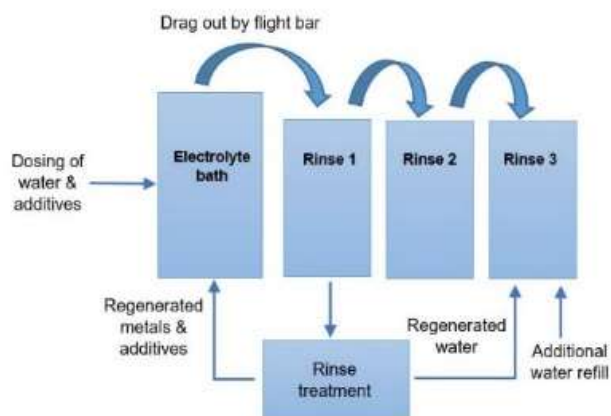 Drag out by flight bar
Electrolyte
bath
Rinse 1
Rinse 2
Rinse 3
Dosing of
water &
additives
Regenerated
metals &
additives
Rinse
treatment
Regenerated
water
Additional
water refill